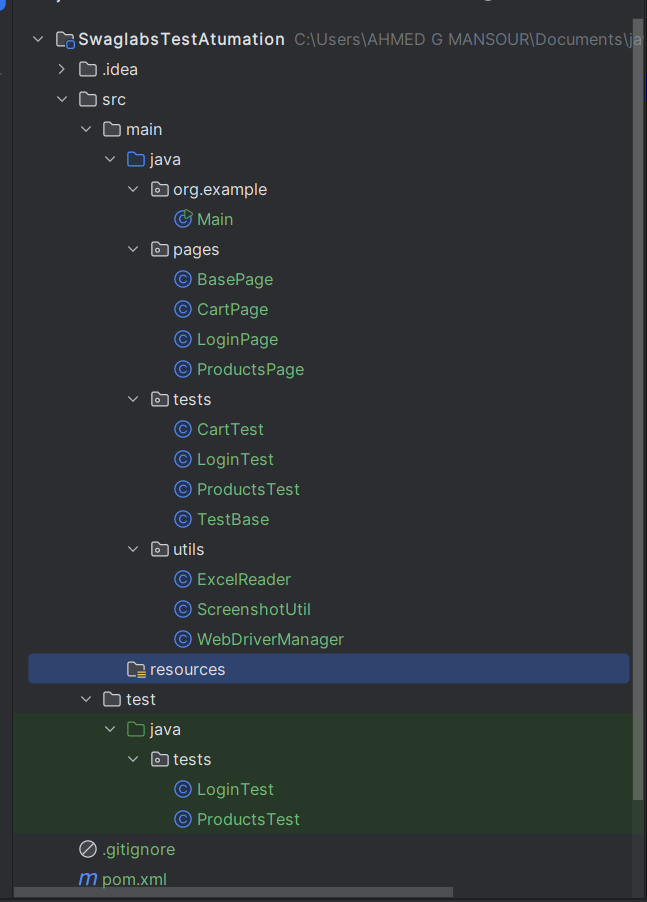 SwaglabsTestAtumation C:\Users\AHMED G MANSOUR\Documents\ja
.idea
src
main
java
org.example
Main
pages
BasePage
CartPage
LoginPage
ProductsPage
tests
CartTest
LoginTest
ProductsTest
TestBase
utils
ExcelReader
ScreenshotUtil
WebDriverManager
resources
test
java
tests
LoginTest
ProductsTest
.gitignore
pom.xml